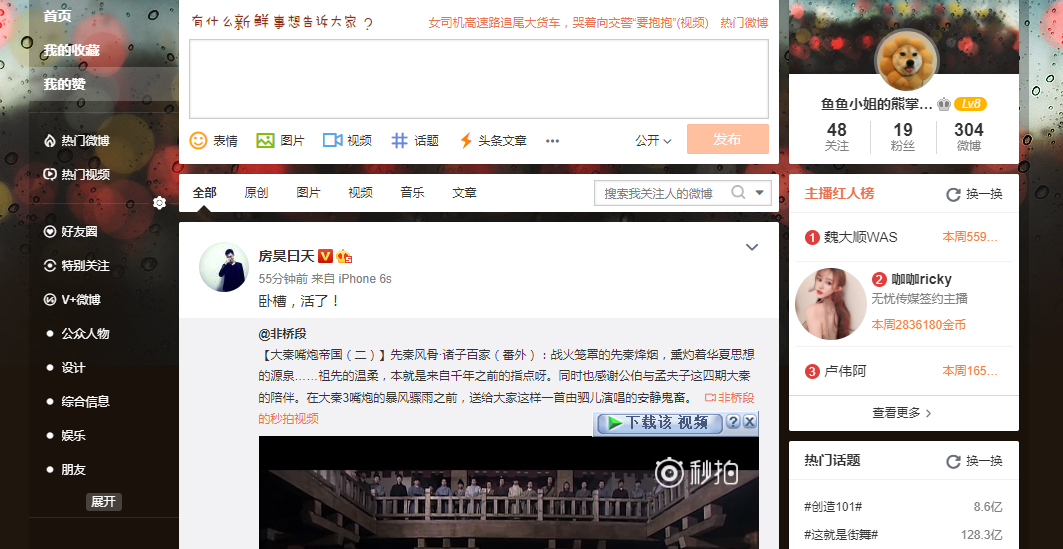 首页
我的收藏
我的赞
热门微博
热门视频
好友圈
特别关注
V+微博
公众人物
设计
综合信息
娱乐
朋友
展开
有什么新鲜事想告诉大家？
女司机高速路追尾大货车，哭着向交警“要抱抱”(视频) 热门微博
表情 图片 视频 话题 头条文章 ••• 公开 发布
全部 原创 图片 视频 音乐 文章 搜索我关注人的微博
房昊日天 V
55分钟前 来自 iPhone 6s
卧槽，活了！
@非桥段
【大秦嘴炮帝国（二）】先秦风骨·诸子百家（番外）：战火笼罩的先秦烽烟，薰灼着华夏思想
的源泉……祖先的温柔，本就是来自千年之前的指点呀。同时也感谢公伯与孟夫子这四期大秦
的陪伴。在大秦3嘴炮的暴风骤雨之前，送给大家这样一首由驷儿演唱的安静鬼畜。 非桥段
的秒拍视频
下载该 视频 ? X
秒拍
鱼鱼小姐的熊掌... Lv8
48 19 304
关注 粉丝 微博
主播红人榜 换一换
1 魏大顺WAS 本周559...
2 咖咖ricky
无忧传媒签约主播
本周2836180金币
3 卢伟阿 本周165...
查看更多
热门话题 换一换
#创造101# 8.6亿
#这就是街舞# 128.3亿